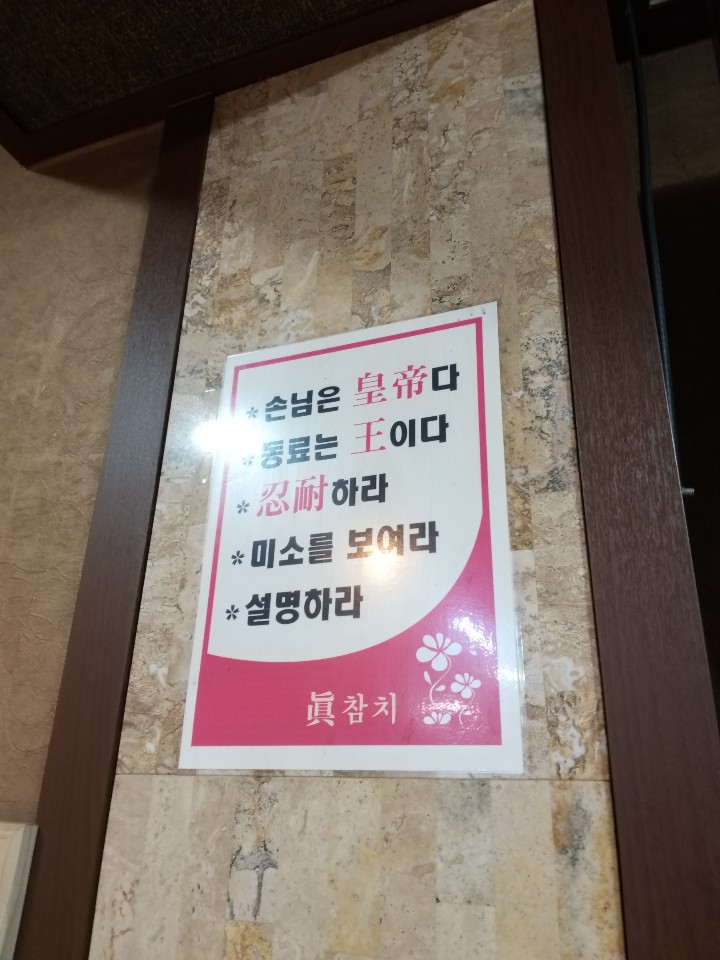 * 손님은 皇帝다
* 동료는 王이다
* 忍耐하라
* 미소를 보여라
* 설명하라
眞참치